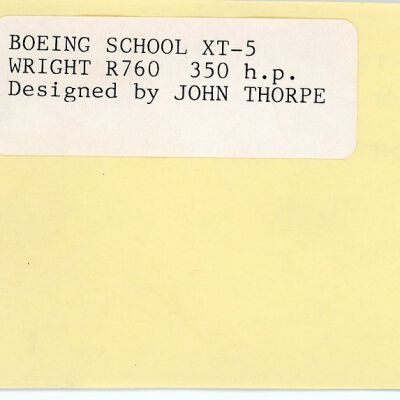 BOEING SCHOOL XT-5
WRIGHT R760  350 h.p.
Designed by JOHN THORPE